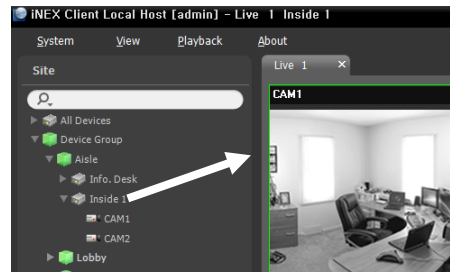 iNEX Client Local Host [admin] - Live 1 Inside 1
System View Playback About
Site
Live 1 X
CAM1
All Devices
Device Group
Aisle
Info. Desk
Inside 1
CAM1
CAM2
Lobby